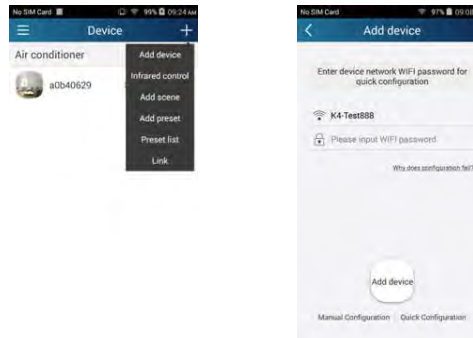 No SIM Card 99% 09:24 AM
Device
Air conditioner
a0b40629
Add device
Infrared control
Add scene
Add preset
Preset list
Link
No SIM Card 97% 09:08
Add device
Enter device network WIFI password for
quick configuration
K4-Test888
Please input WIFI password
Why does configuration fail?
Add device
Manual Configuration Quick Configuration